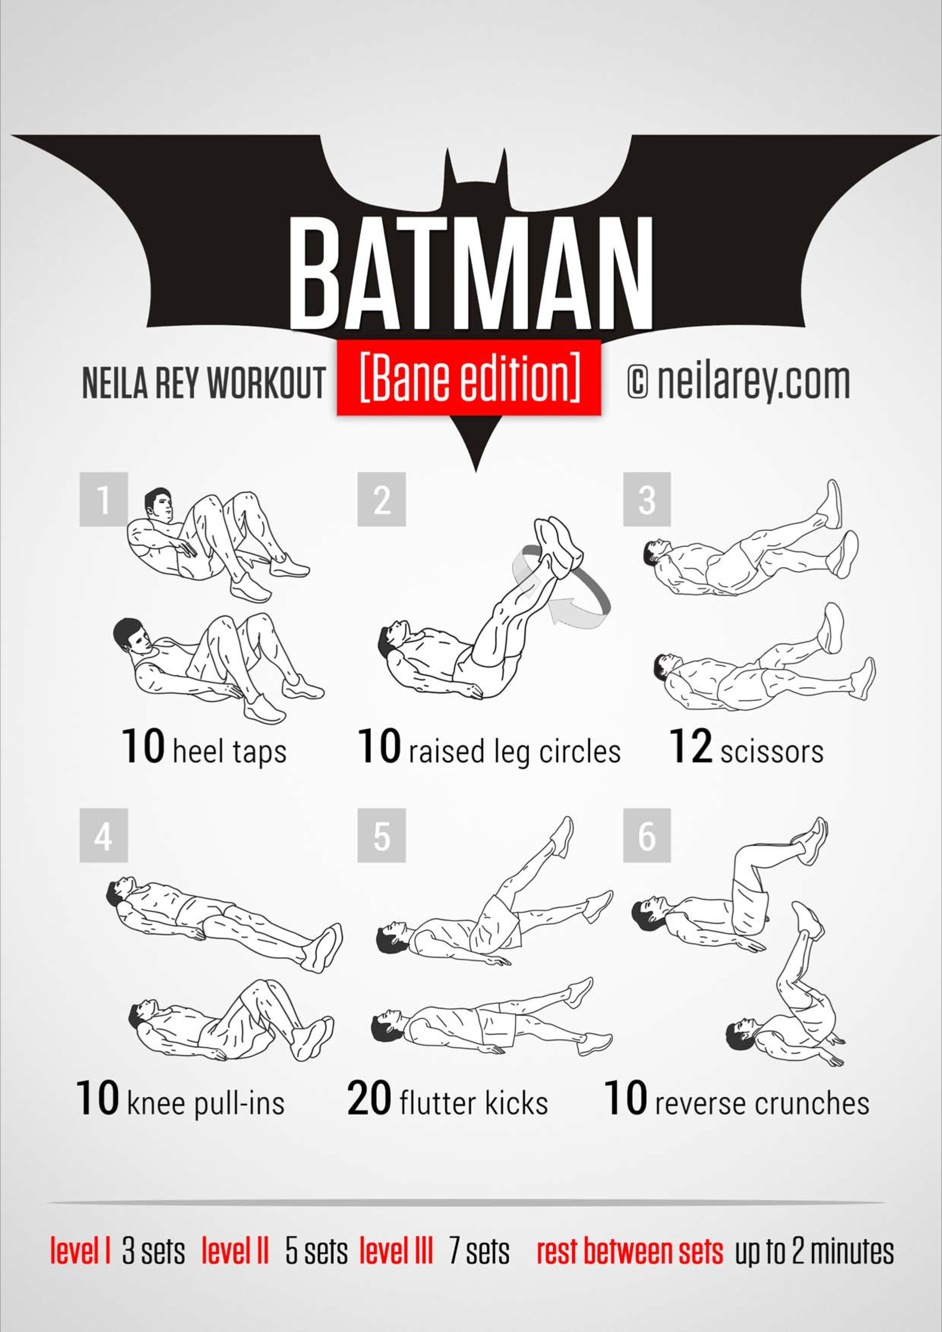 BATMAN
NEILA REY WORKOUT [Bane edition] © neilarey.com
1
2
3
10 heel taps
10 raised leg circles
12 scissors
4
5
6
10 knee pull-ins
20 flutter kicks
10 reverse crunches
level I 3 sets level II 5 sets level III 7 sets rest between sets up to 2 minutes